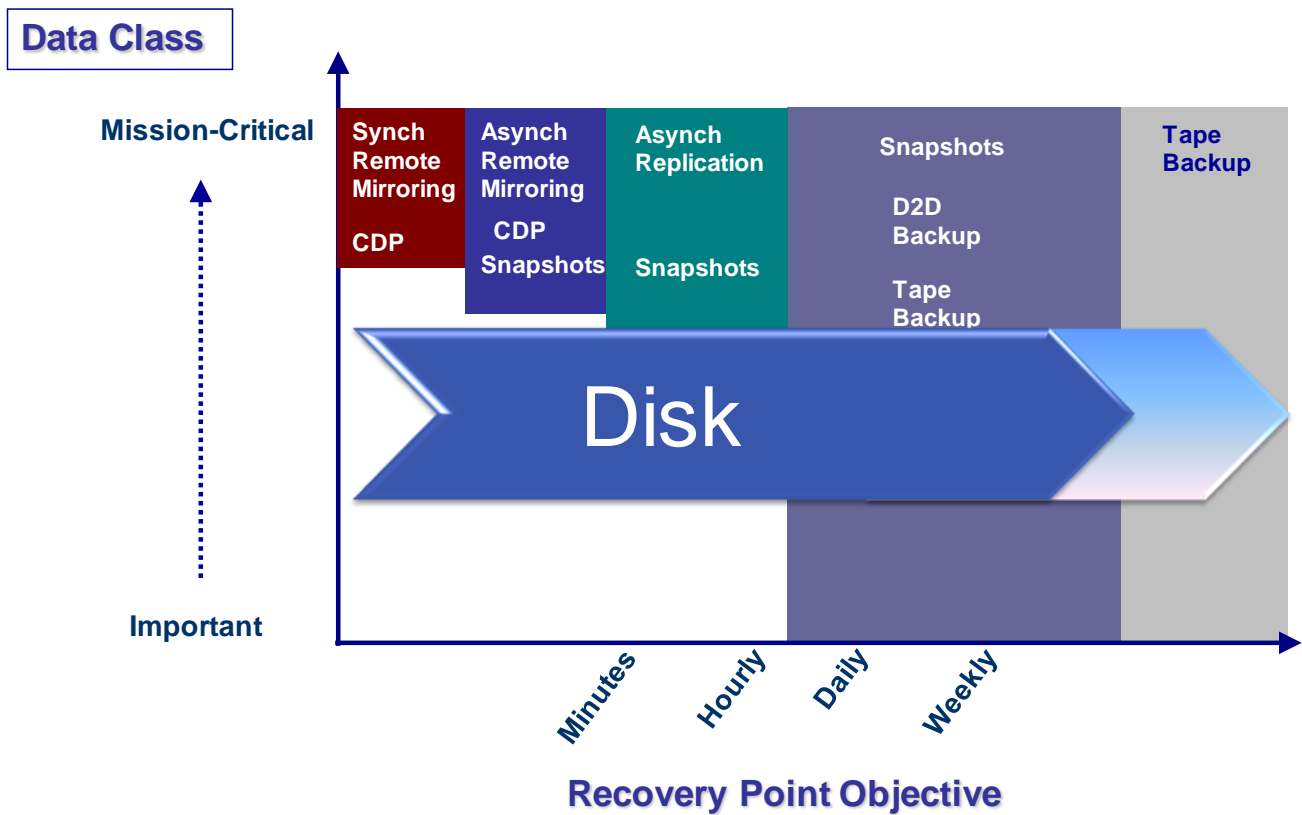 Data Class
Mission-Critical
Important
Synch
Remote
Mirroring
CDP
Asynch
Remote
Mirroring
CDP
Snapshots
Asynch
Replication
Snapshots
Snapshots
D2D
Backup
Tape
Backup
Tape
Backup
Disk
Minutes
Hourly
Daily
Weekly
Recovery Point Objective